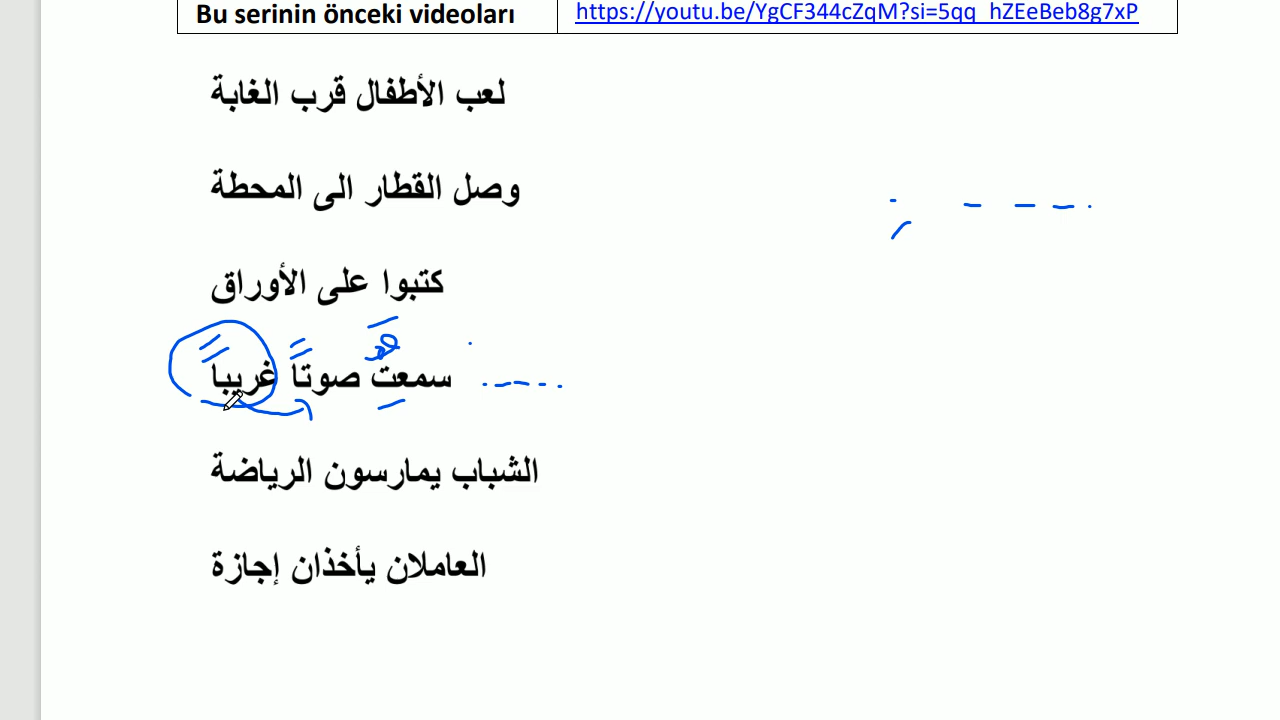 Bu serinin önceki videoları https://youtu.be/YgCF344cZqM?si=5qq_hZEeBeb8g7xP
لعب الأطفال قرب الغابة
وصل القطار الى المحطة
كتبوا على الأوراق
سمعت صوتا غريبا
الشباب يمارسون الرياضة
العاملان يأخذان إجازة